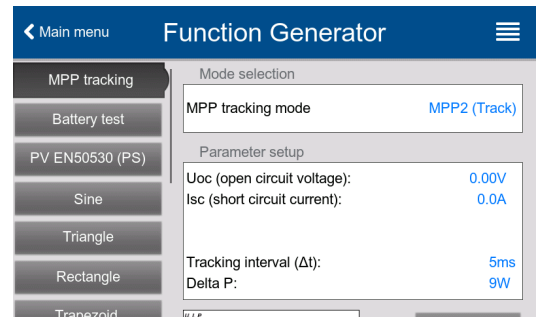 Main menu
Function Generator
MPP tracking
Battery test
PV EN50530 (PS)
Sine
Triangle
Rectangle
Trapezoid
Mode selection
MPP tracking mode MPP2 (Track)
Parameter setup
Uoc (open circuit voltage): 0.00V
Isc (short circuit current): 0.0A
Tracking interval (Δt): 5ms
Delta P: 9W